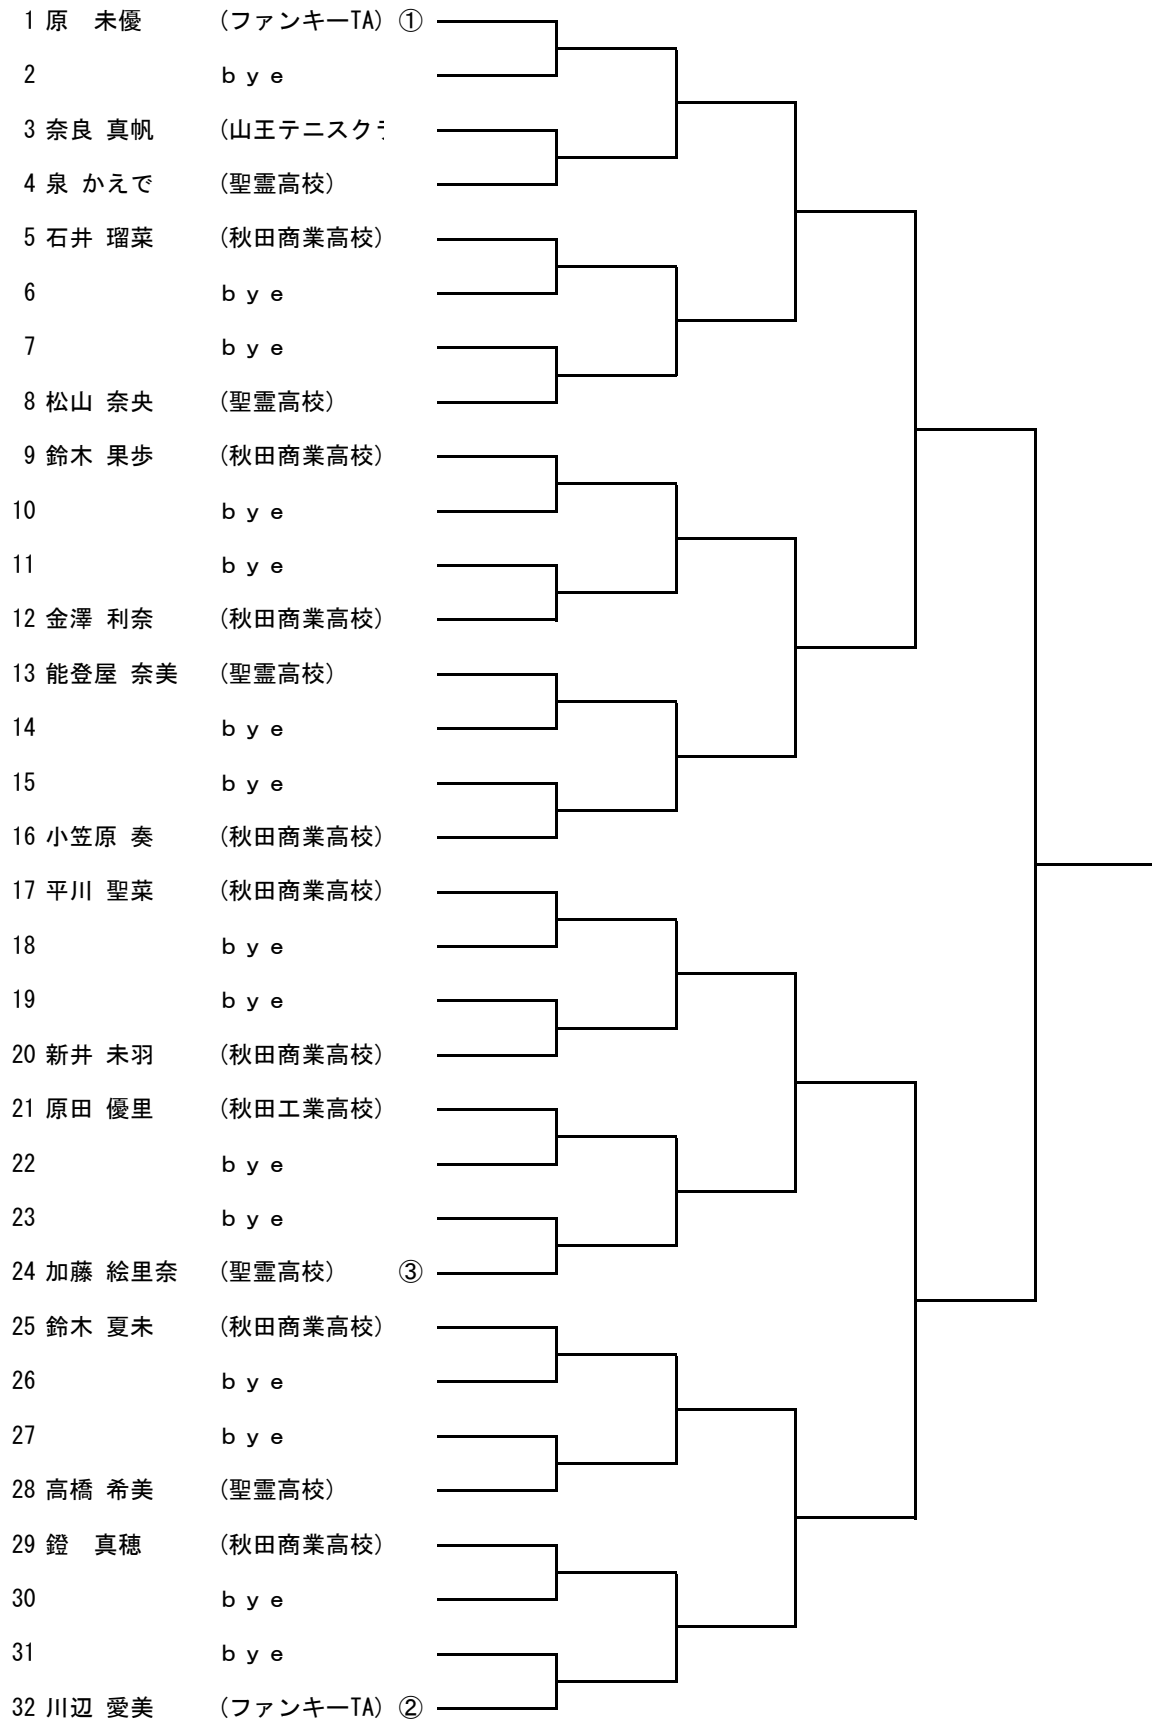 1 原　未優 (ファンキーTA) ①
2 ｂｙｅ
3 奈良 真帆 (山王テニスクラ
4 泉 かえで (聖霊高校)
5 石井 瑠菜 (秋田商業高校)
6 ｂｙｅ
7 ｂｙｅ
8 松山 奈央 (聖霊高校)
9 鈴木 果歩 (秋田商業高校)
10 ｂｙｅ
11 ｂｙｅ
12 金澤 利奈 (秋田商業高校)
13 能登屋 奈美 (聖霊高校)
14 ｂｙｅ
15 ｂｙｅ
16 小笠原 奏 (秋田商業高校)
17 平川 聖菜 (秋田商業高校)
18 ｂｙｅ
19 ｂｙｅ
20 新井 未羽 (秋田商業高校)
21 原田 優里 (秋田工業高校)
22 ｂｙｅ
23 ｂｙｅ
24 加藤 絵里奈 (聖霊高校) ③
25 鈴木 夏未 (秋田商業高校)
26 ｂｙｅ
27 ｂｙｅ
28 高橋 希美 (聖霊高校)
29 鐙　真穂 (秋田商業高校)
30 ｂｙｅ
31 ｂｙｅ
32 川辺 愛美 (ファンキーTA) ②